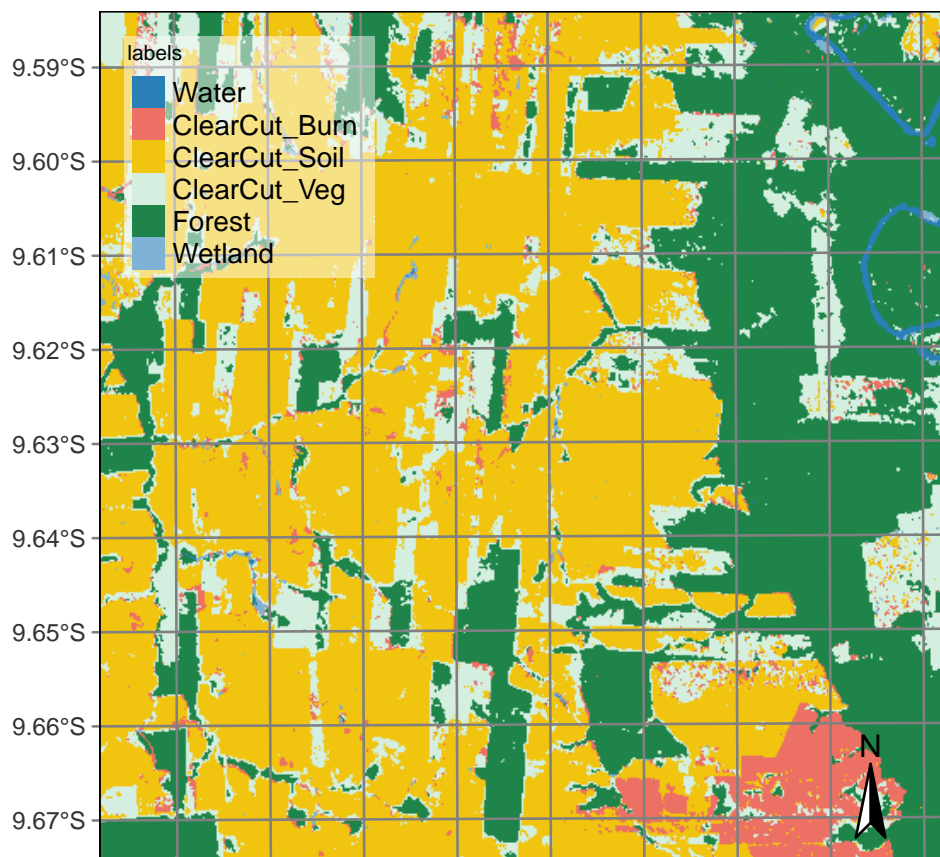 labels
Water
ClearCut_Burn
ClearCut_Soil
ClearCut_Veg
Forest
Wetland
9.59°S
9.60°S
9.61°S
9.62°S
9.63°S
9.64°S
9.65°S
9.66°S
9.67°S
N